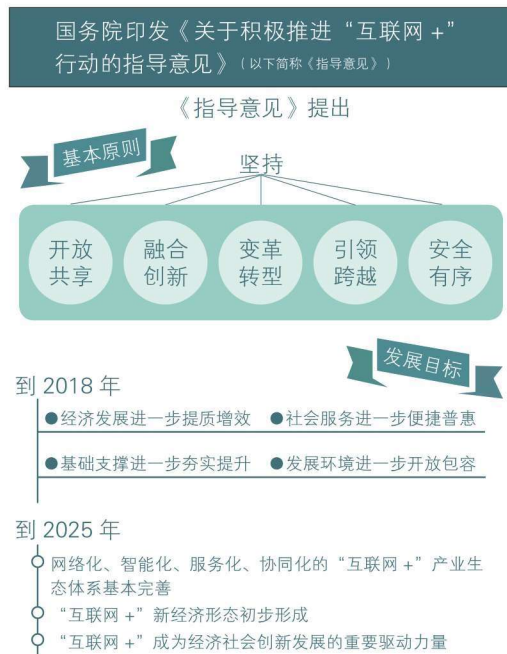 国务院印发《关于积极推进“互联网+”
行动的指导意见》（以下简称《指导意见》）
《指导意见》提出
基本原则
坚持
开放
共享
融合
创新
变革
转型
引领
跨越
安全
有序
发展目标
到 2018 年
●经济发展进一步提质增效 ●社会服务进一步便捷普惠
●基础支撑进一步夯实提升 ●发展环境进一步开放包容
到 2025 年
网络化、智能化、服务化、协同化的“互联网+”产业生
态体系基本完善
“互联网+”新经济形态初步形成
“互联网+”成为经济社会创新发展的重要驱动力量